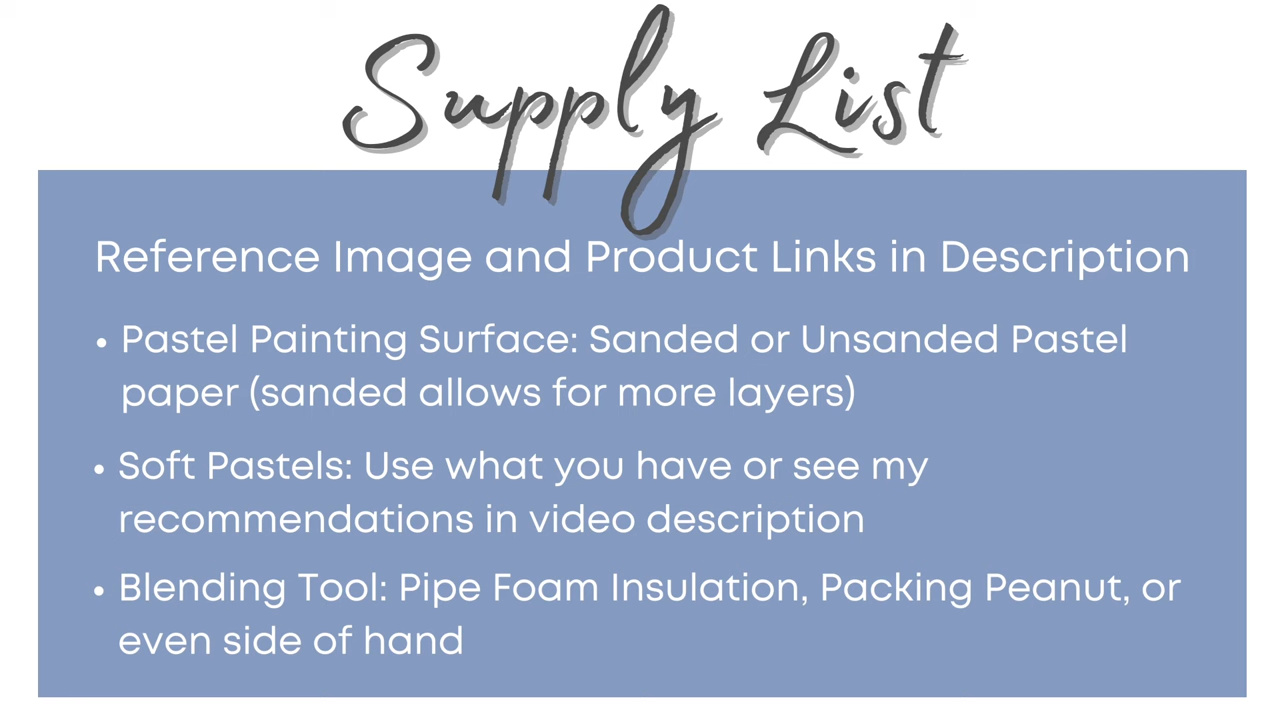 Supply List
Reference Image and Product Links in Description
• Pastel Painting Surface: Sanded or Unsanded Pastel
paper (sanded allows for more layers)
• Soft Pastels: Use what you have or see my
recommendations in video description
• Blending Tool: Pipe Foam Insulation, Packing Peanut, or
even side of hand